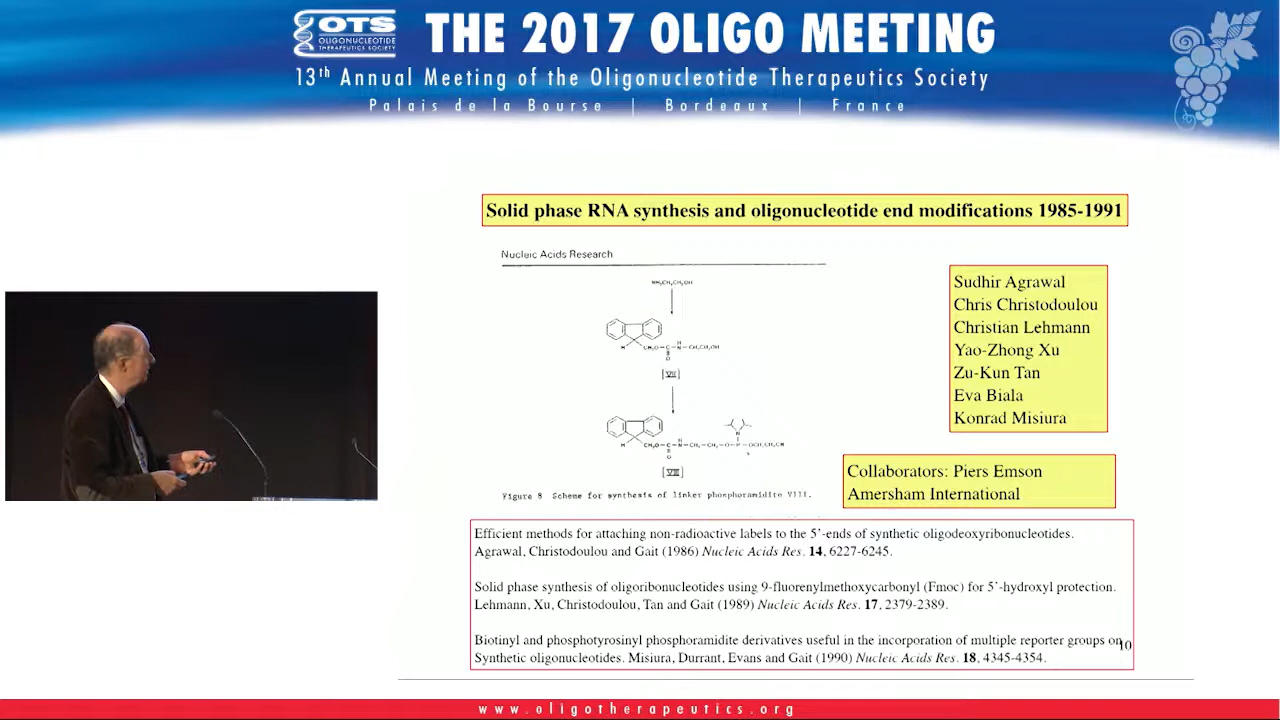 OTS
OLIGONUCLEOTIDE
THERAPEUTICS SOCIETY
THE 2017 OLIGO MEETING
13th Annual Meeting of the Oligonucleotide Therapeutics Society
Palais de la Bourse | Bordeaux | France
Solid phase RNA synthesis and oligonucleotide end modifications 1985-1991
Nucleic Acids Research
NH2CH2CH2OH
[VII]
[VIII]
Figure 8 Scheme for synthesis of linker phosphoramidite VIII.
Sudhir Agrawal
Chris Christodoulou
Christian Lehmann
Yao-Zhong Xu
Zu-Kun Tan
Eva Biala
Konrad Misiura
Collaborators: Piers Emson
Amersham International
Efficient methods for attaching non-radioactive labels to the 5’-ends of synthetic oligodeoxyribonucleotides.
Agrawal, Christodoulou and Gait (1986) Nucleic Acids Res. 14, 6227-6245.
Solid phase synthesis of oligoribonucleotides using 9-fluorenylmethoxycarbonyl (Fmoc) for 5’-hydroxyl protection.
Lehmann, Xu, Christodoulou, Tan and Gait (1989) Nucleic Acids Res. 17, 2379-2389.
Biotinyl and phosphotyrosinyl phosphoramidite derivatives useful in the incorporation of multiple reporter groups on
Synthetic oligonucleotides. Misiura, Durrant, Evans and Gait (1990) Nucleic Acids Res. 18, 4345-4354.
10
www.oligotherapeutics.org